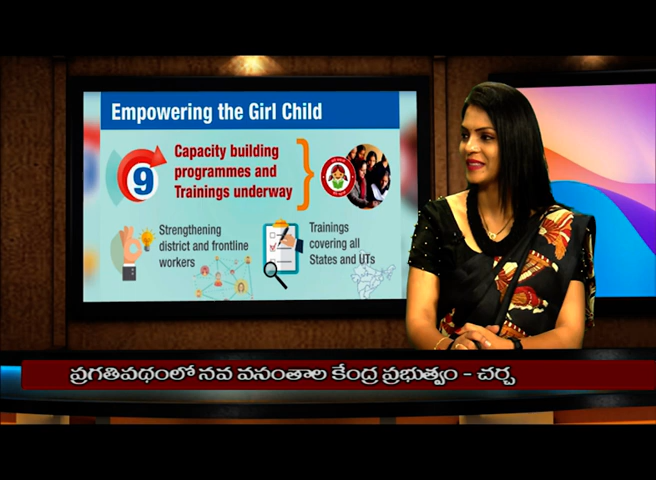 Empowering the Girl Child
9
Capacity building
programmes and
Trainings underway
Strengthening
district and frontline
workers
Trainings
covering all
States and UTs
ప్రగతిపథంలో నవ వసంతాల కేంద్ర ప్రభుత్వం - చర్చ